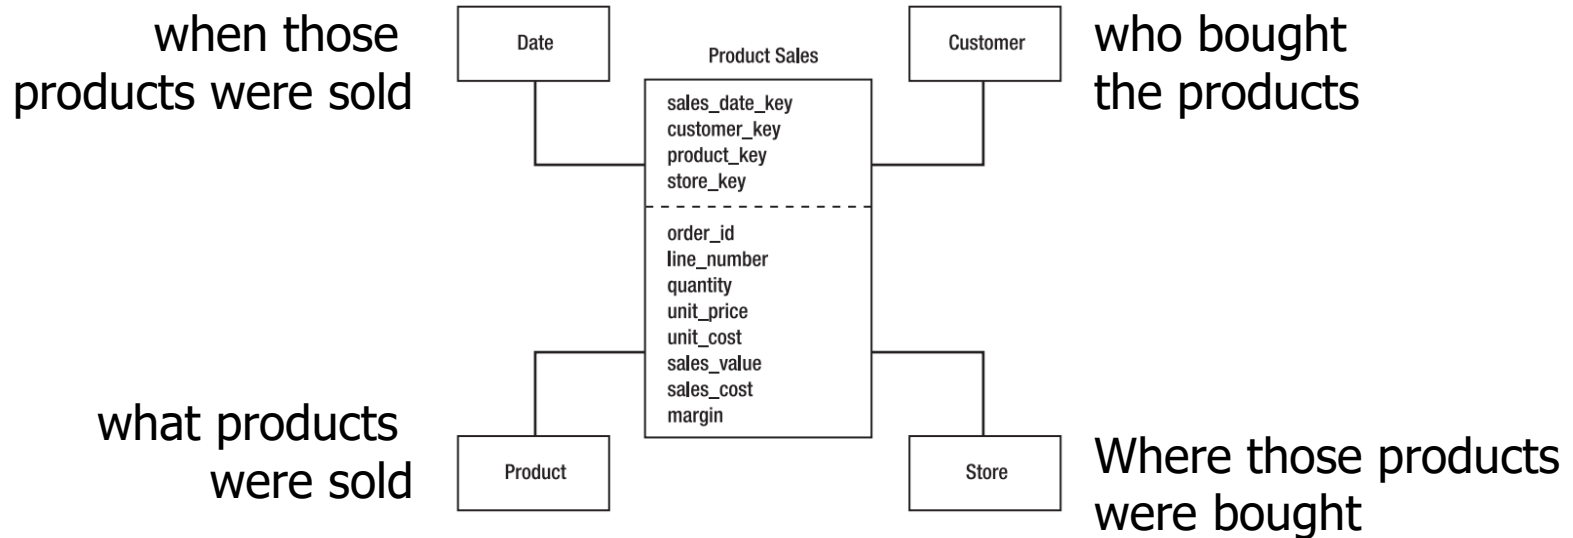 when those
products were sold
Date
Product Sales
Customer
who bought
the products
sales_date_key
customer_key
product_key
store_key
order_id
line_number
quantity
unit_price
unit_cost
sales_value
sales_cost
margin
what products
were sold
Product
Store
Where those products
were bought